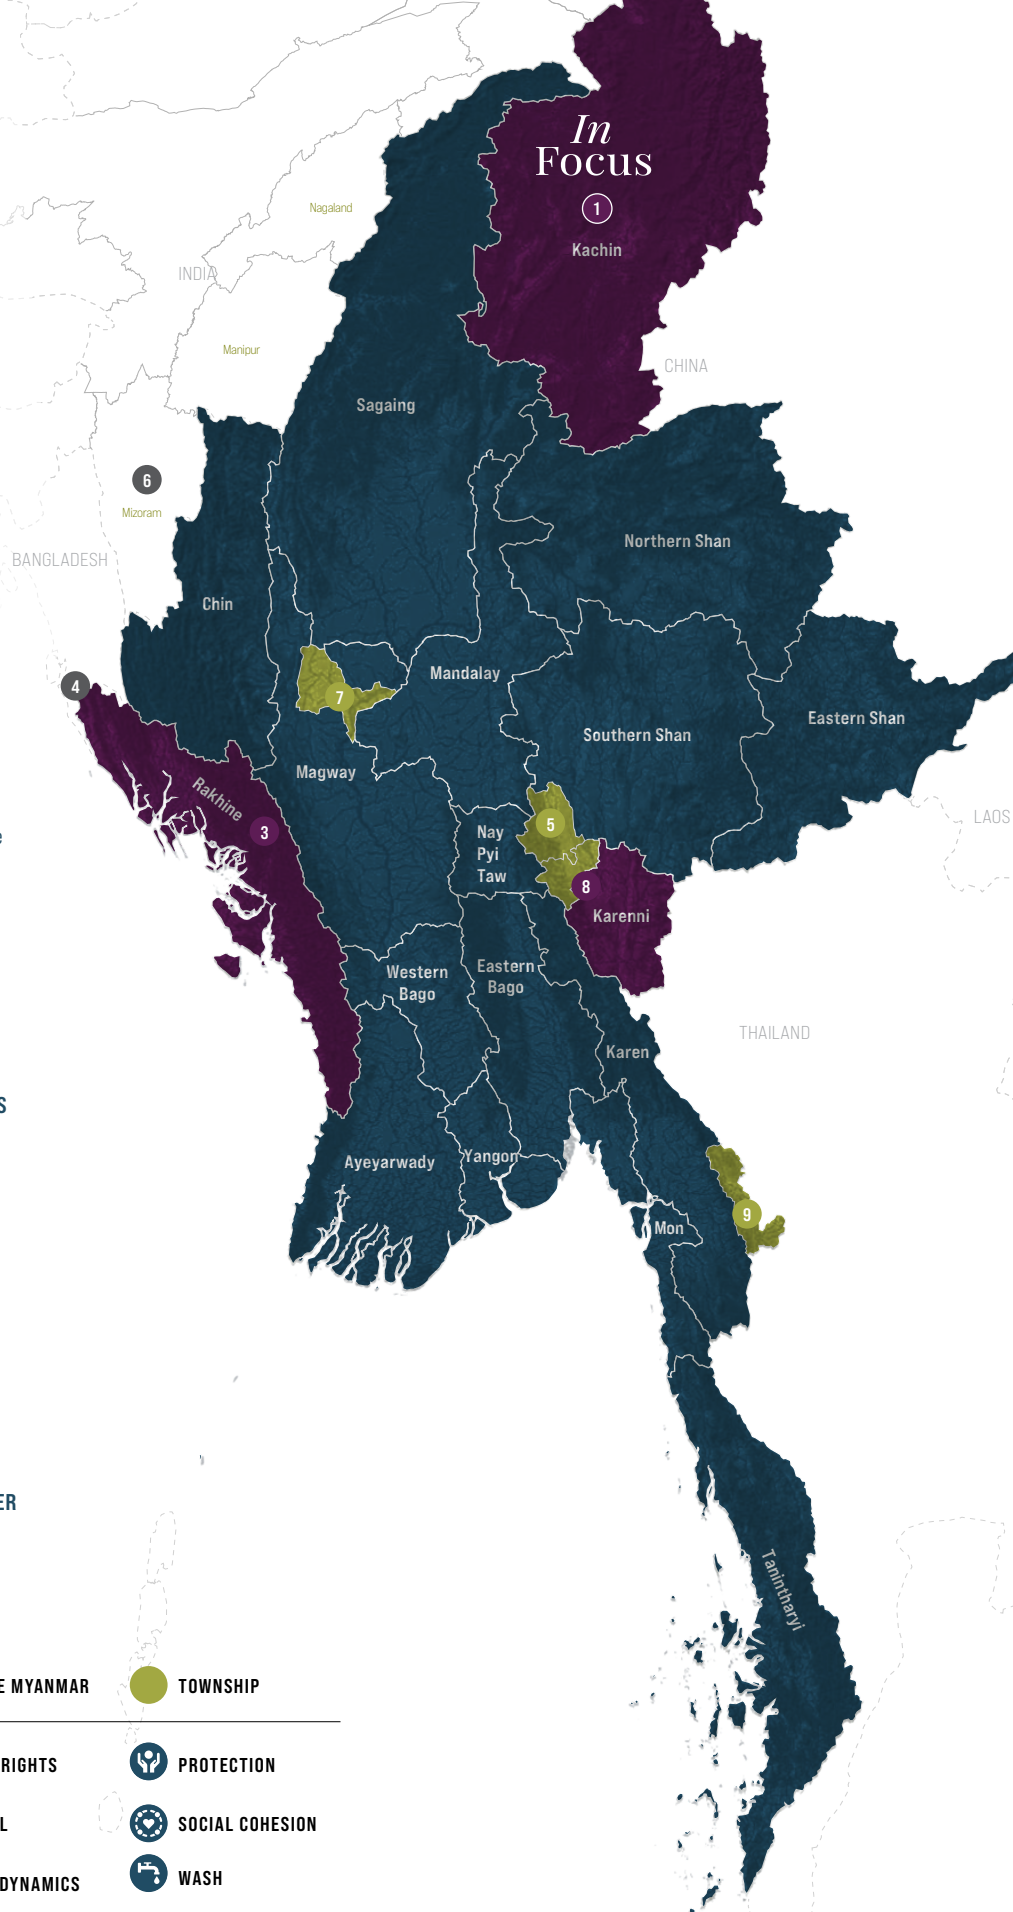 In
Focus
1
Kachin
Nagaland
INDIA
Manipur
CHINA
Sagaing
6
Mizoram
Northern Shan
BANGLADESH
Chin
4
Mandalay
7
Eastern Shan
Southern Shan
Magway
Rakhine
3
LAOS
5
Nay
Pyi
Taw
e
8
Karenni
Western
Bago
Eastern
Bago
THAILAND
Karen
S
Yangon
Ayeyarwady
9
Mon
ER
Tanintharyi
E MYANMAR
TOWNSHIP
RIGHTS
PROTECTION
L
SOCIAL COHESION
DYNAMICS
WASH